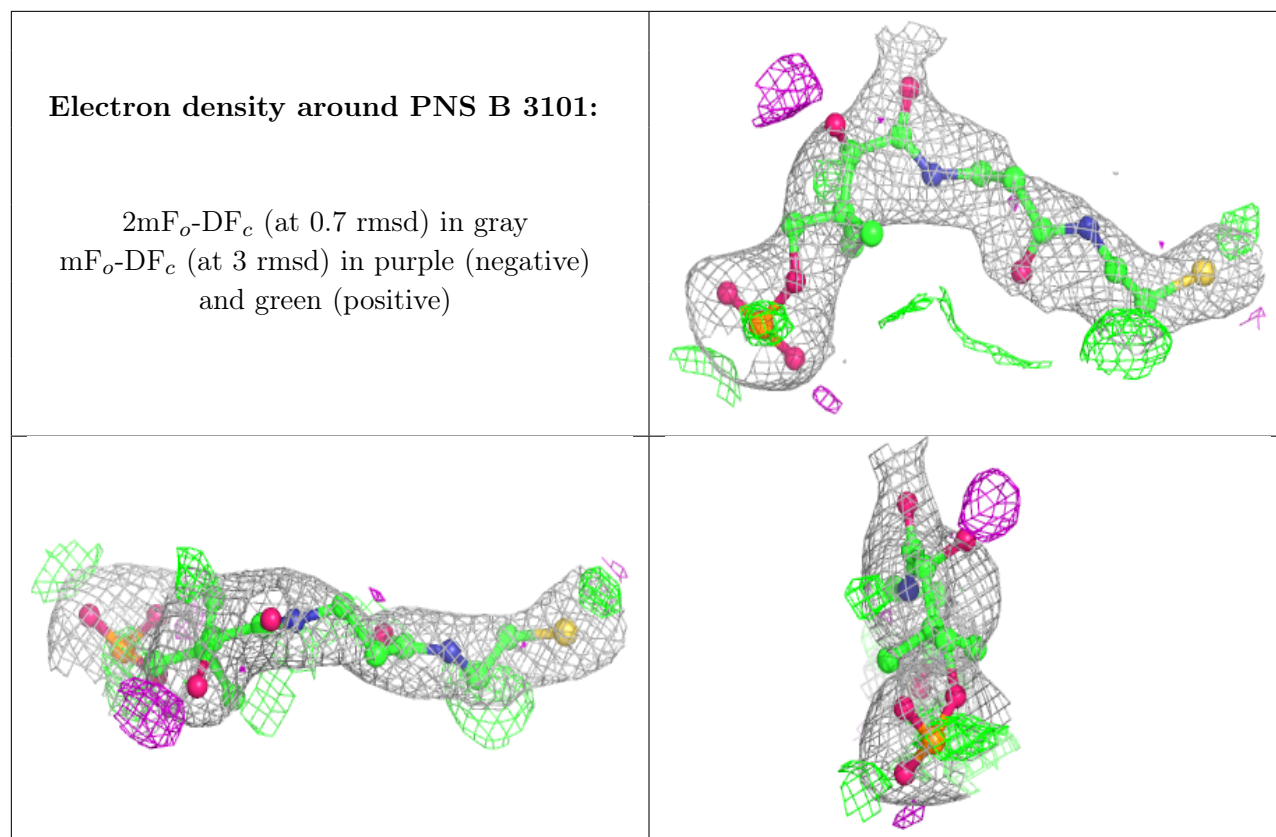 Electron density around PNS B 3101:
2mFo-DFc (at 0.7 rmsd) in gray
mFo-DFc (at 3 rmsd) in purple (negative)
and green (positive)